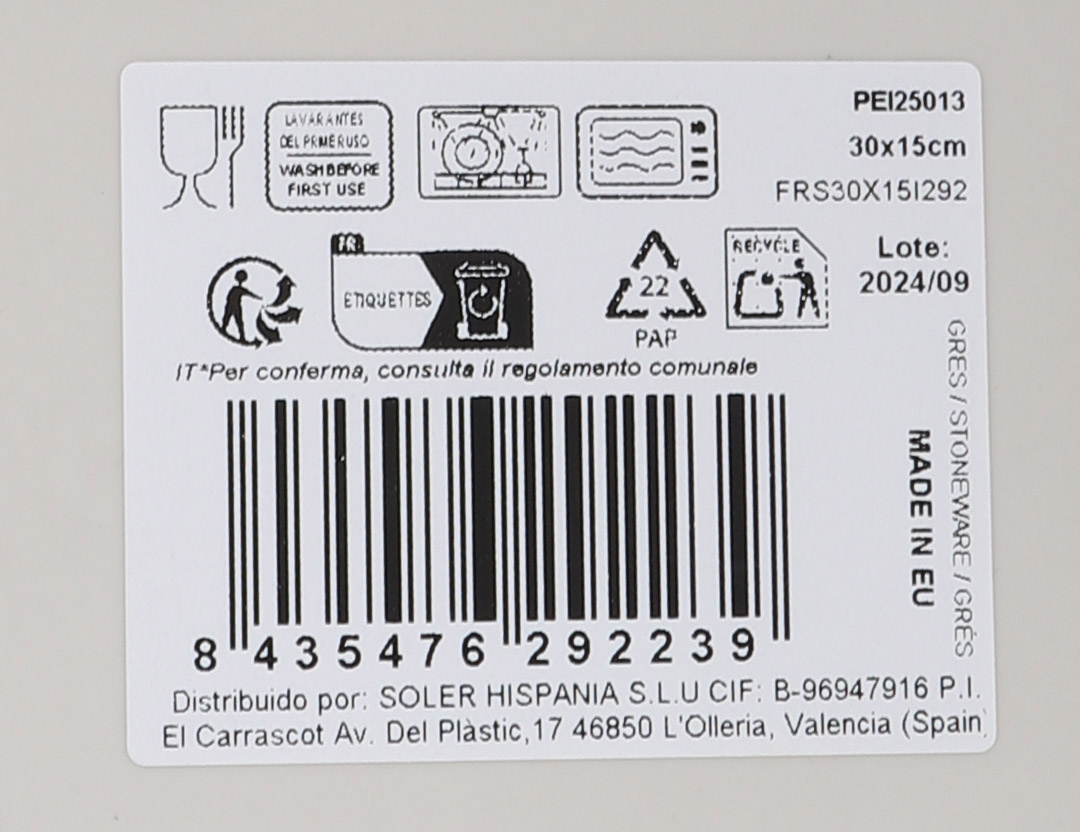 LAVAR ANTES
DEL PRIMER USO
WASH BEFORE
FIRST USE
PEI25013
30x15cm
FRS30X15I292
FR
ETIQUETTES
22
PAP
RECYCLE
Lote:
2024/09
IT*Per conferma, consulta il regolamento comunale
GRES / STONEWARE / GRÈS
MADE IN EU
8 435476 292239
Distribuido por: SOLER HISPANIA S.L.U CIF: B-96947916 P.I.
El Carrascot Av. Del Plàstic,17 46850 L'Olleria, Valencia (Spain